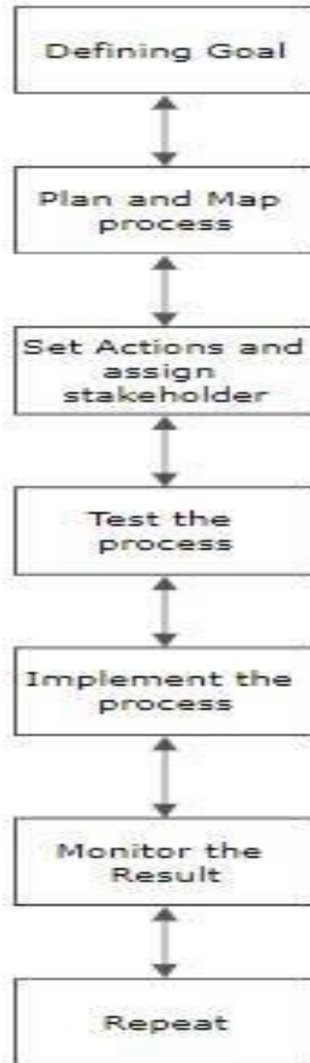 Defining Goal
Plan and Map
process
Set Actions and
assign
stakeholder
Test the
process
Implement the
process
Monitor the
Result
Repeat